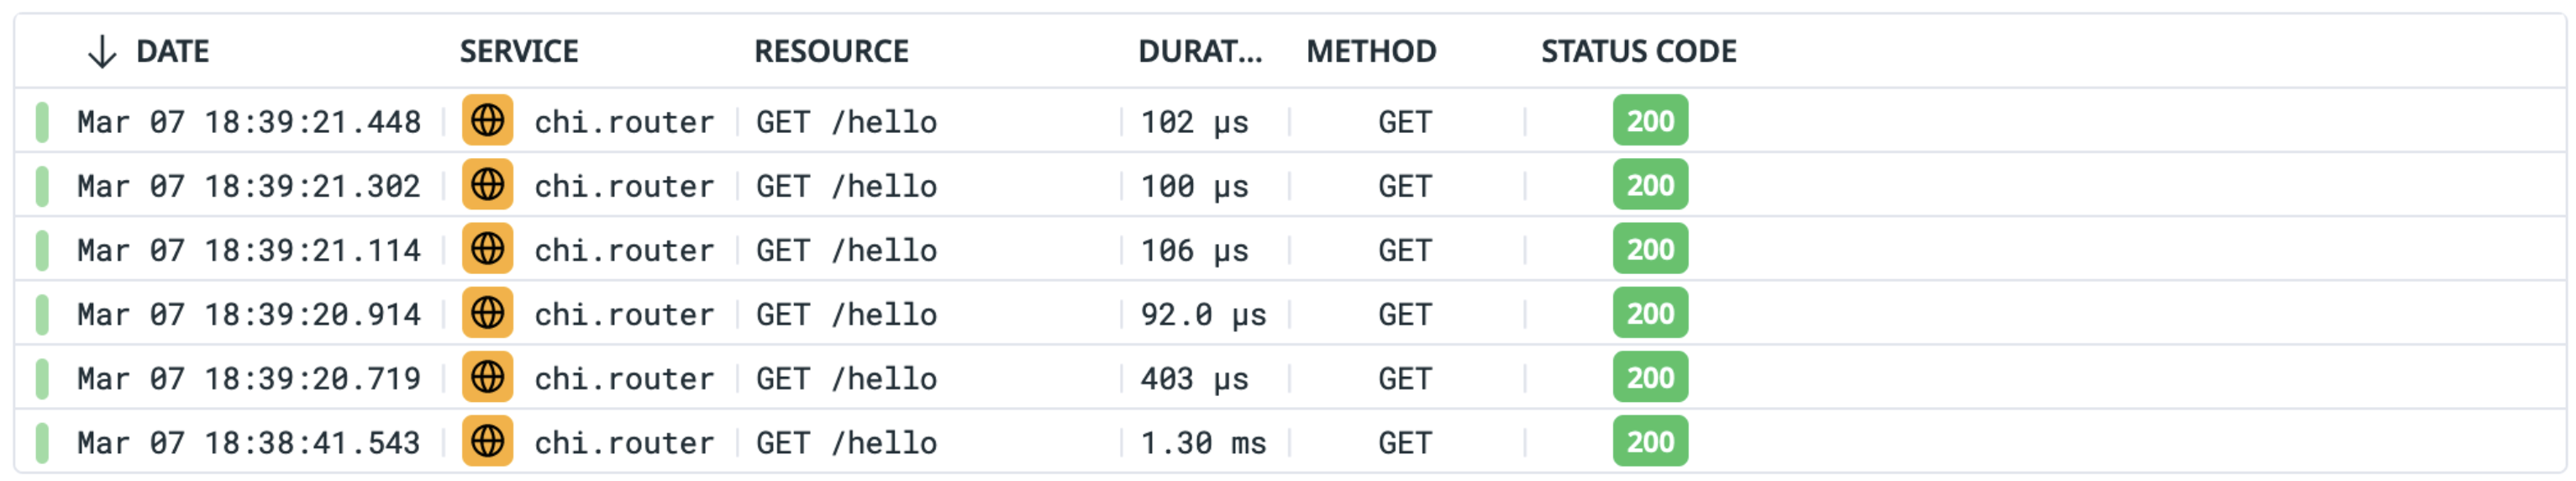 ↓ DATE SERVICE RESOURCE DURAT... METHOD STATUS CODE
Mar 07 18:39:21.448 chi.router GET /hello 102 µs GET 200
Mar 07 18:39:21.302 chi.router GET /hello 100 µs GET 200
Mar 07 18:39:21.114 chi.router GET /hello 106 µs GET 200
Mar 07 18:39:20.914 chi.router GET /hello 92.0 µs GET 200
Mar 07 18:39:20.719 chi.router GET /hello 403 µs GET 200
Mar 07 18:38:41.543 chi.router GET /hello 1.30 ms GET 200